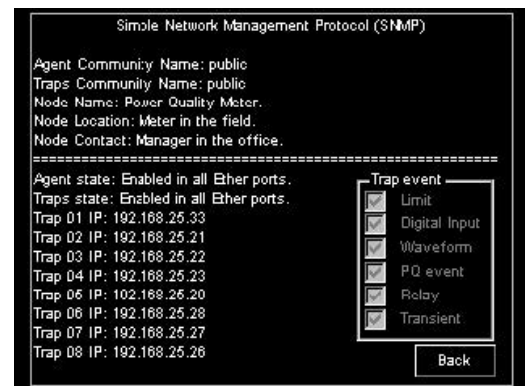 Simple Network Management Protocol (SNMP)
Agent Community Name: public
Traps Community Name: public
Node Name: Power Quality Meter.
Node Location: Meter in the field.
Node Contact: Manager in the office.
================================================================
Agent state: Enabled in all Ether ports.
Traps state: Enabled in all Ether ports.
Trap 01 IP: 192.168.25.33
Trap 02 IP: 192.168.25.21
Trap 03 IP: 192.168.25.22
Trap 04 IP: 192.168.25.23
Trap 05 IP: 102.168.25.20
Trap 06 IP: 192.168.25.28
Trap 07 IP: 192.168.25.27
Trap 08 IP: 192.168.25.26
Trap event
Limit
Digital Input
Waveform
PQ event
Relay
Transient
Back